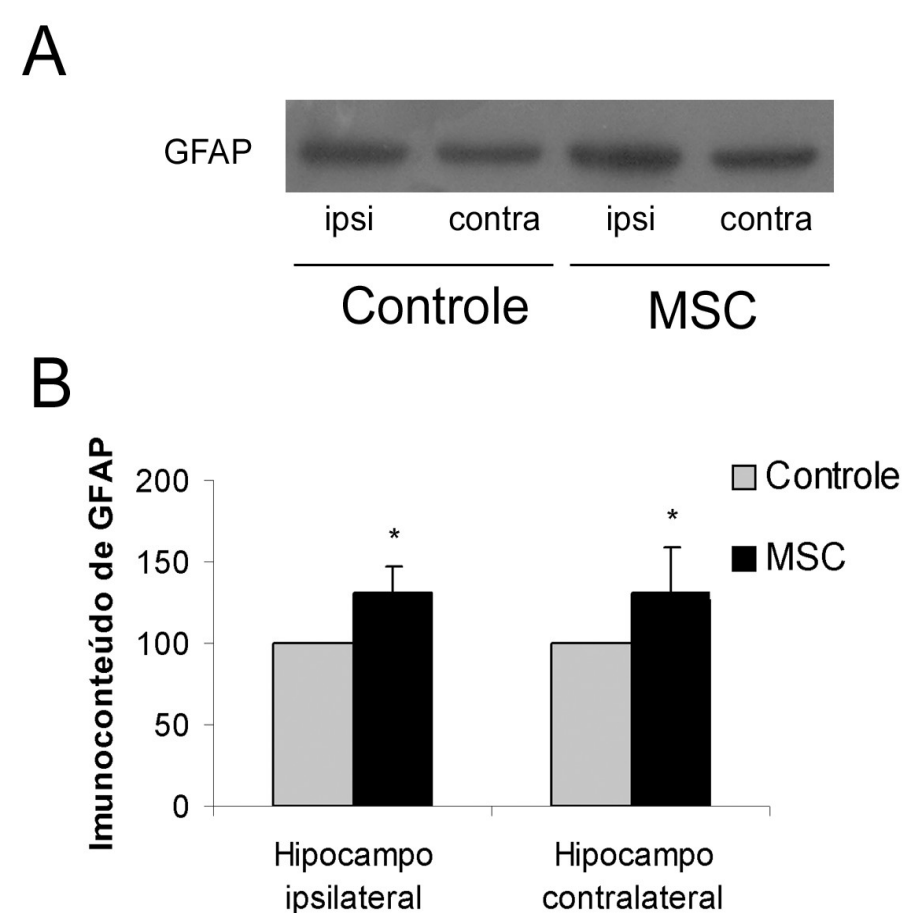 A
GFAP
ipsi contra ipsi contra
Controle MSC
B
Imunoconteúdo de GFAP
200
150
100
50
0
* *
Controle
MSC
Hipocampo ipsilateral
Hipocampo contralateral